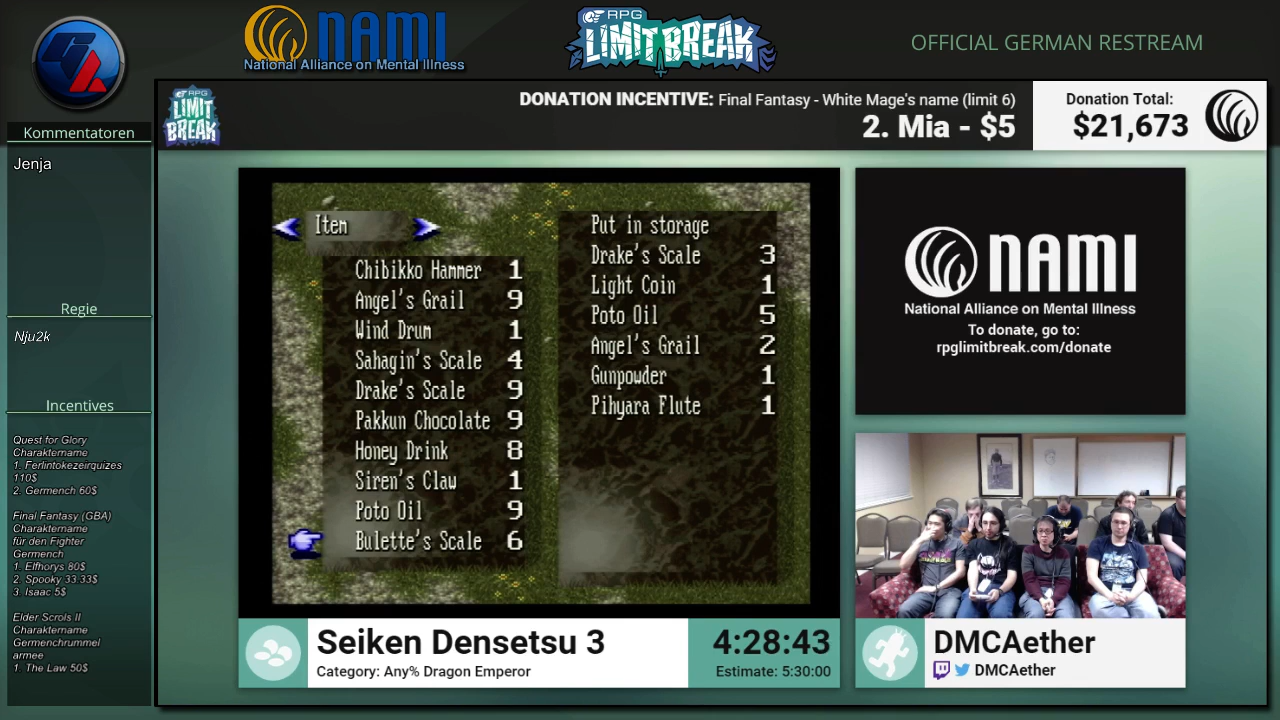 NAMI
National Alliance on Mental Illness
RPG
LIMIT BREAK
OFFICIAL GERMAN RESTREAM
Kommentatoren
Jenja
Regie
Nju2k
Incentives
Quest for Glory
Charaktername
1. Ferlintokezeirquizes
110$
2. Germench 60$
Final Fantasy (GBA)
Charaktername
für den Fighter
Germench
1. Elfhorys 80$
2. Spooky 33.33$
3. Isaac 5$
Elder Scrols II
Charaktername
Germenchrummel
armee
1. The Law 50$
RPG
LIMIT
BREAK
DONATION INCENTIVE: Final Fantasy - White Mage's name (limit 6)
2. Mia - $5
Donation Total:
$21,673
Item
Chibikko Hammer 1
Angel's Grail 9
Wind Drum 1
Sahagin's Scale 4
Drake's Scale 9
Pakkun Chocolate 9
Honey Drink 8
Siren's Claw 1
Poto Oil 9
Bulette's Scale 6
Put in storage
Drake's Scale 3
Light Coin 1
Poto Oil 5
Angel's Grail 2
Gunpowder 1
Pihyara Flute 1
NAMI
National Alliance on Mental Illness
To donate, go to:
rpglimitbreak.com/donate
Seiken Densetsu 3
Category: Any% Dragon Emperor
4:28:43
Estimate: 5:30:00
DMCAether
DMCAether